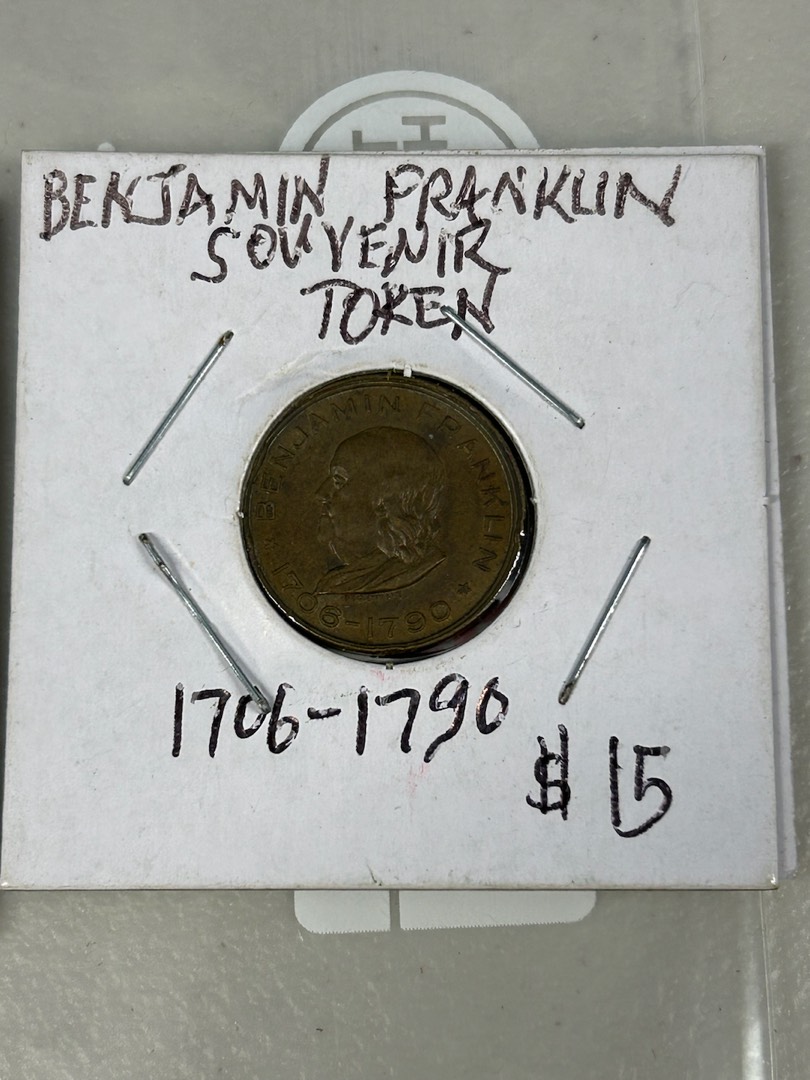 BENJAMIN FRANKLIN
SOUVENIR
TOKEN
BENJAMIN FRANKLIN *
1706-1790
1706-1790
$15